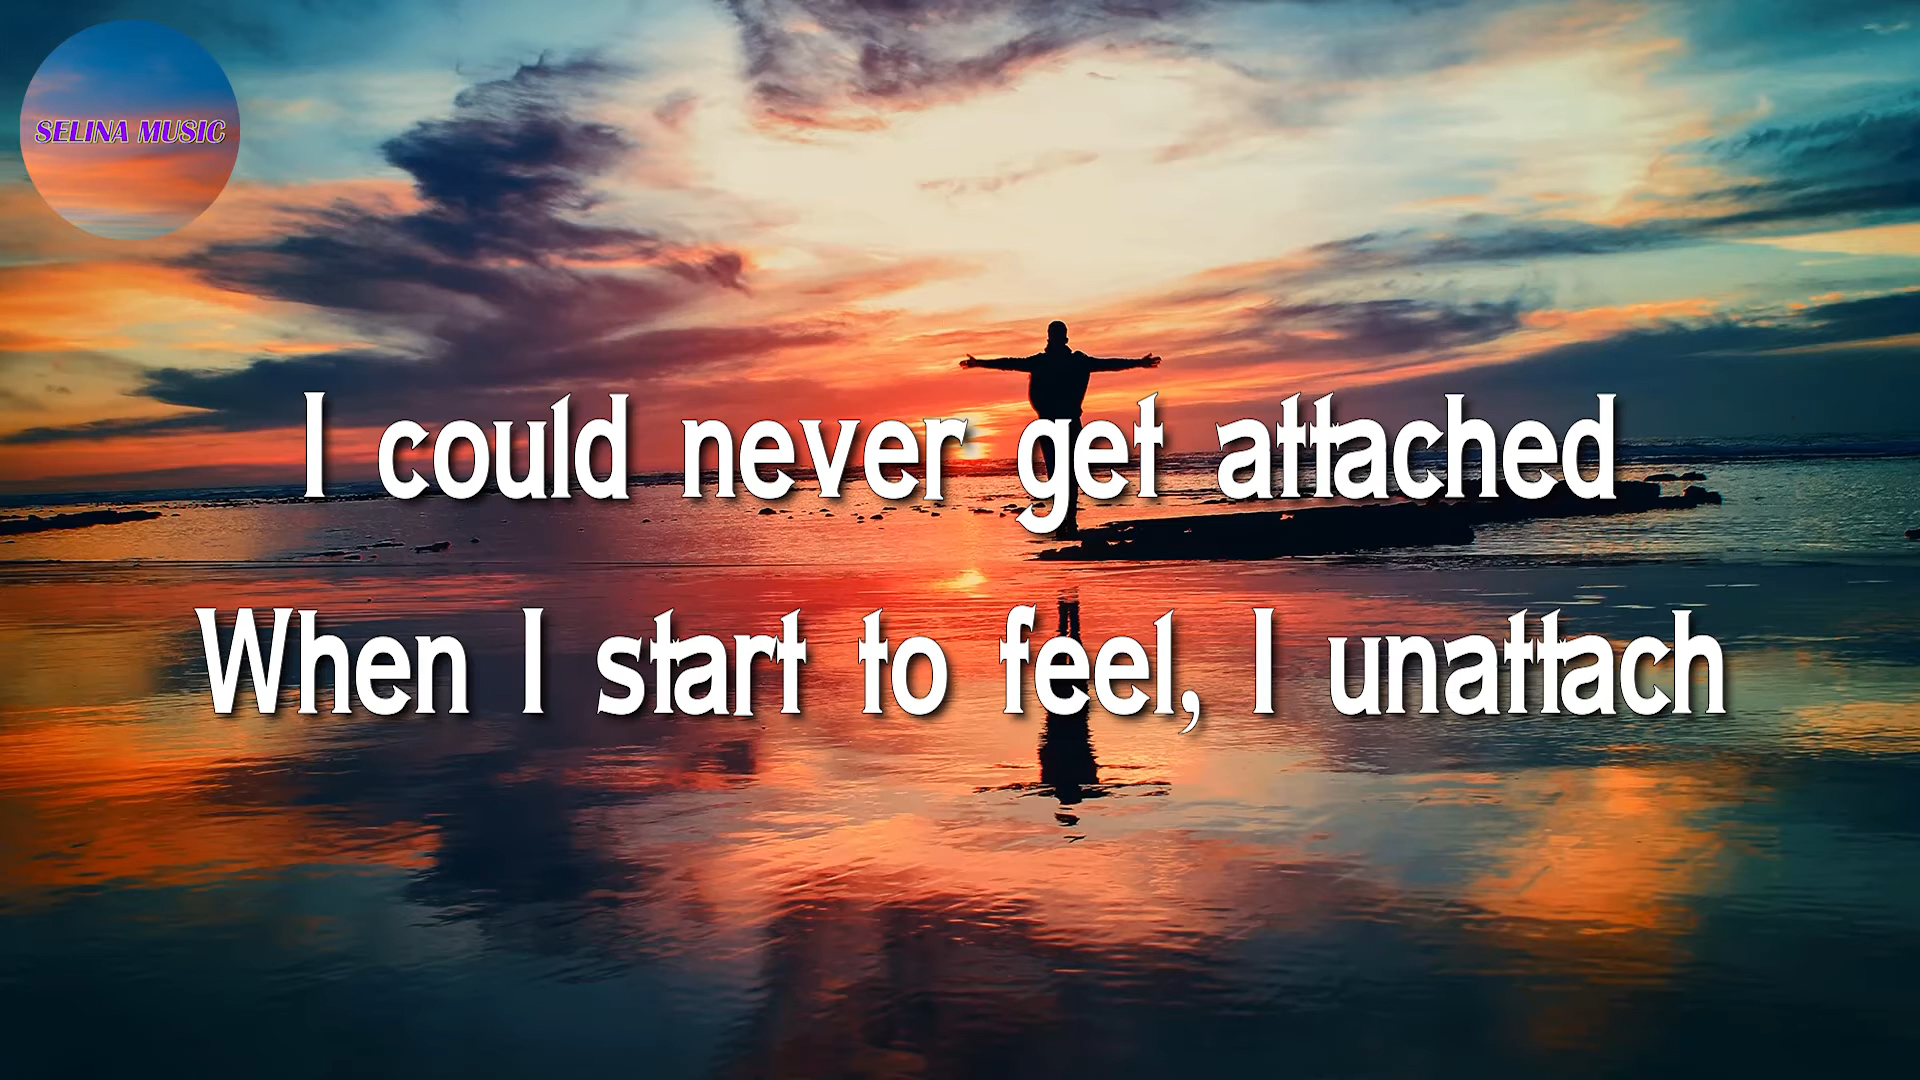 SELINA MUSIC
I could never get attached
When I start to feel, I unattach